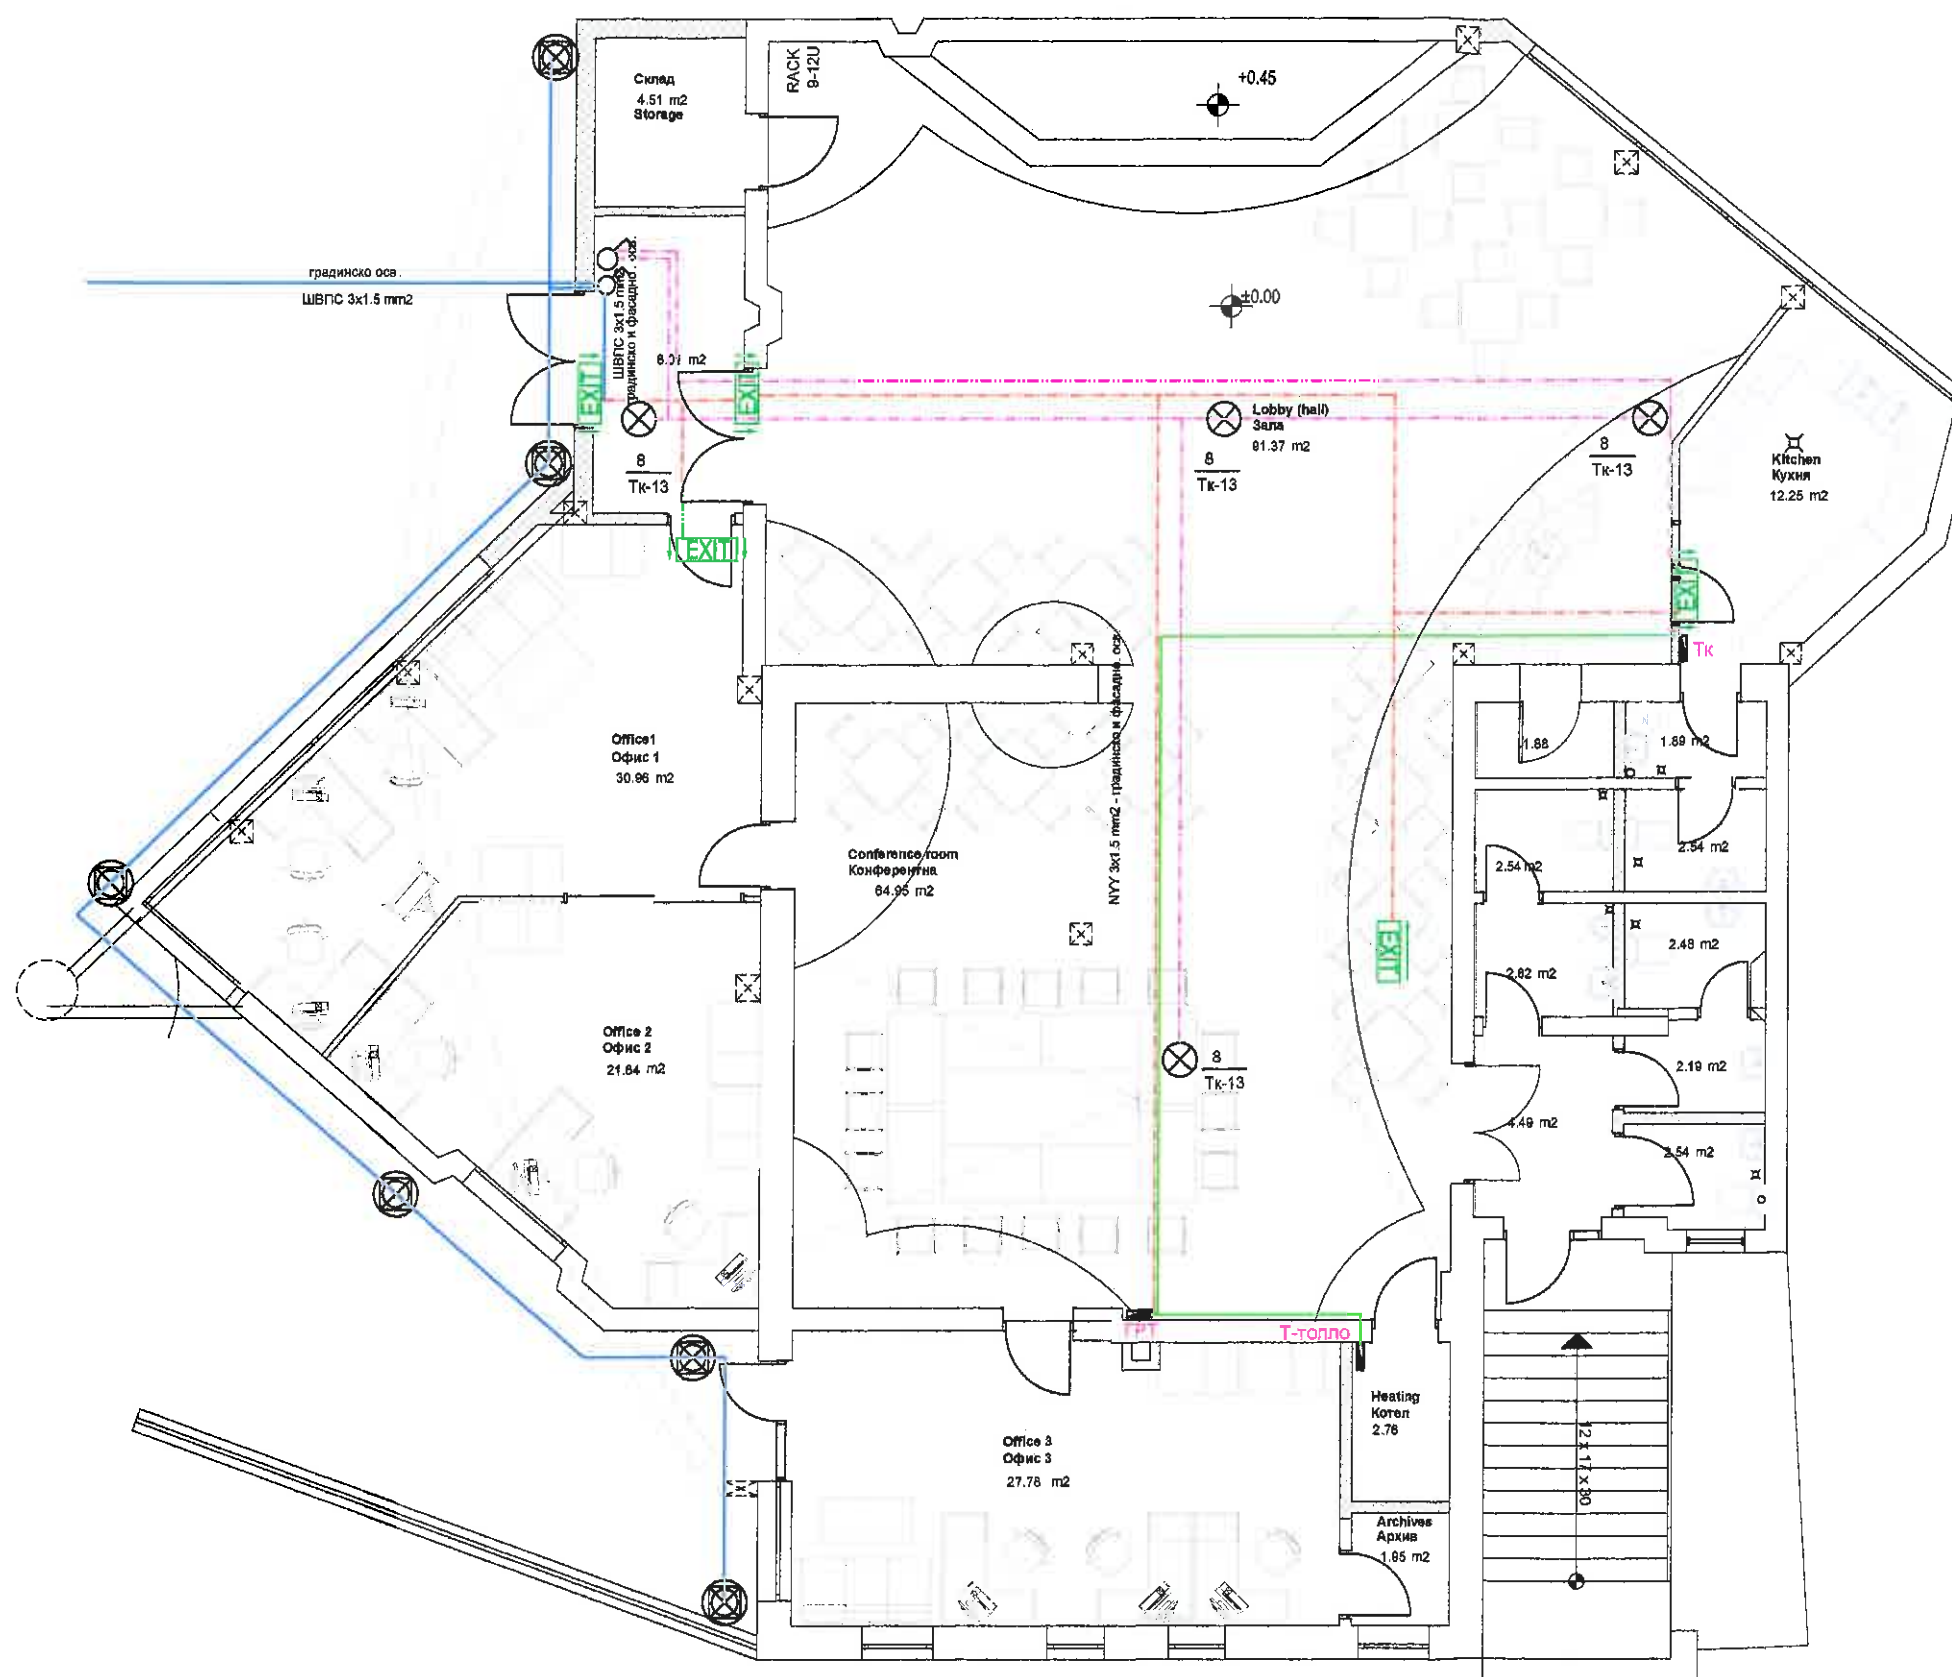 Склад
4.51 m2
Storage
RACK
9-12U
+0.45
градинско осв.
ШВПС 3x1.5 mm2
ШВПС 3x1.5 mm2
градинско и фасадно. осв.
±0.00
m2
EXIT
EXIT
8
Тк-13
Lobby (hall)
Зала
91.37 m2
8
Тк-13
8
Тк-13
Kitchen
Кухня
12.25 m2
EXIT
EXIT
Тк
NYY 3x1.5 mm2 - градинско и фасадно. осв.
Office1
Офис 1
30.96 m2
1.88
1.89 m2
Conference room
Конферентна
64.95 m2
2.54 m2
2.54 m2
EXIT
2.48 m2
2.82 m2
Office 2
Офис 2
21.64 m2
8
Тк-13
2.19 m2
4.49 m2
2.54 m2
ГРТ
Т-топло
Heating
Котел
2.76
Office 3
Офис 3
27.78 m2
12 x 17 x 30
Archives
Архив
1.95 m2